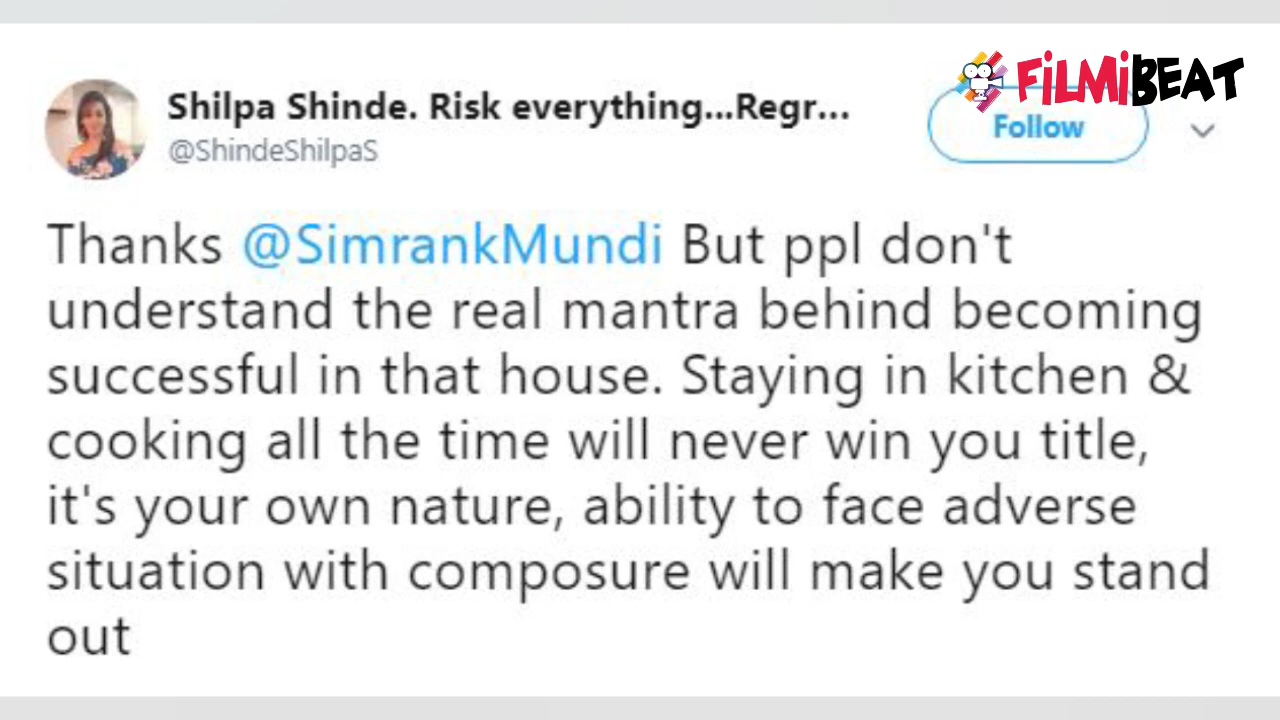 FILMIBEAT
Shilpa Shinde. Risk everything...Regr...
Follow
@ShindeShilpaS
Thanks @SimrankMundi But ppl don't
understand the real mantra behind becoming
successful in that house. Staying in kitchen &
cooking all the time will never win you title,
it's your own nature, ability to face adverse
situation with composure will make you stand
out